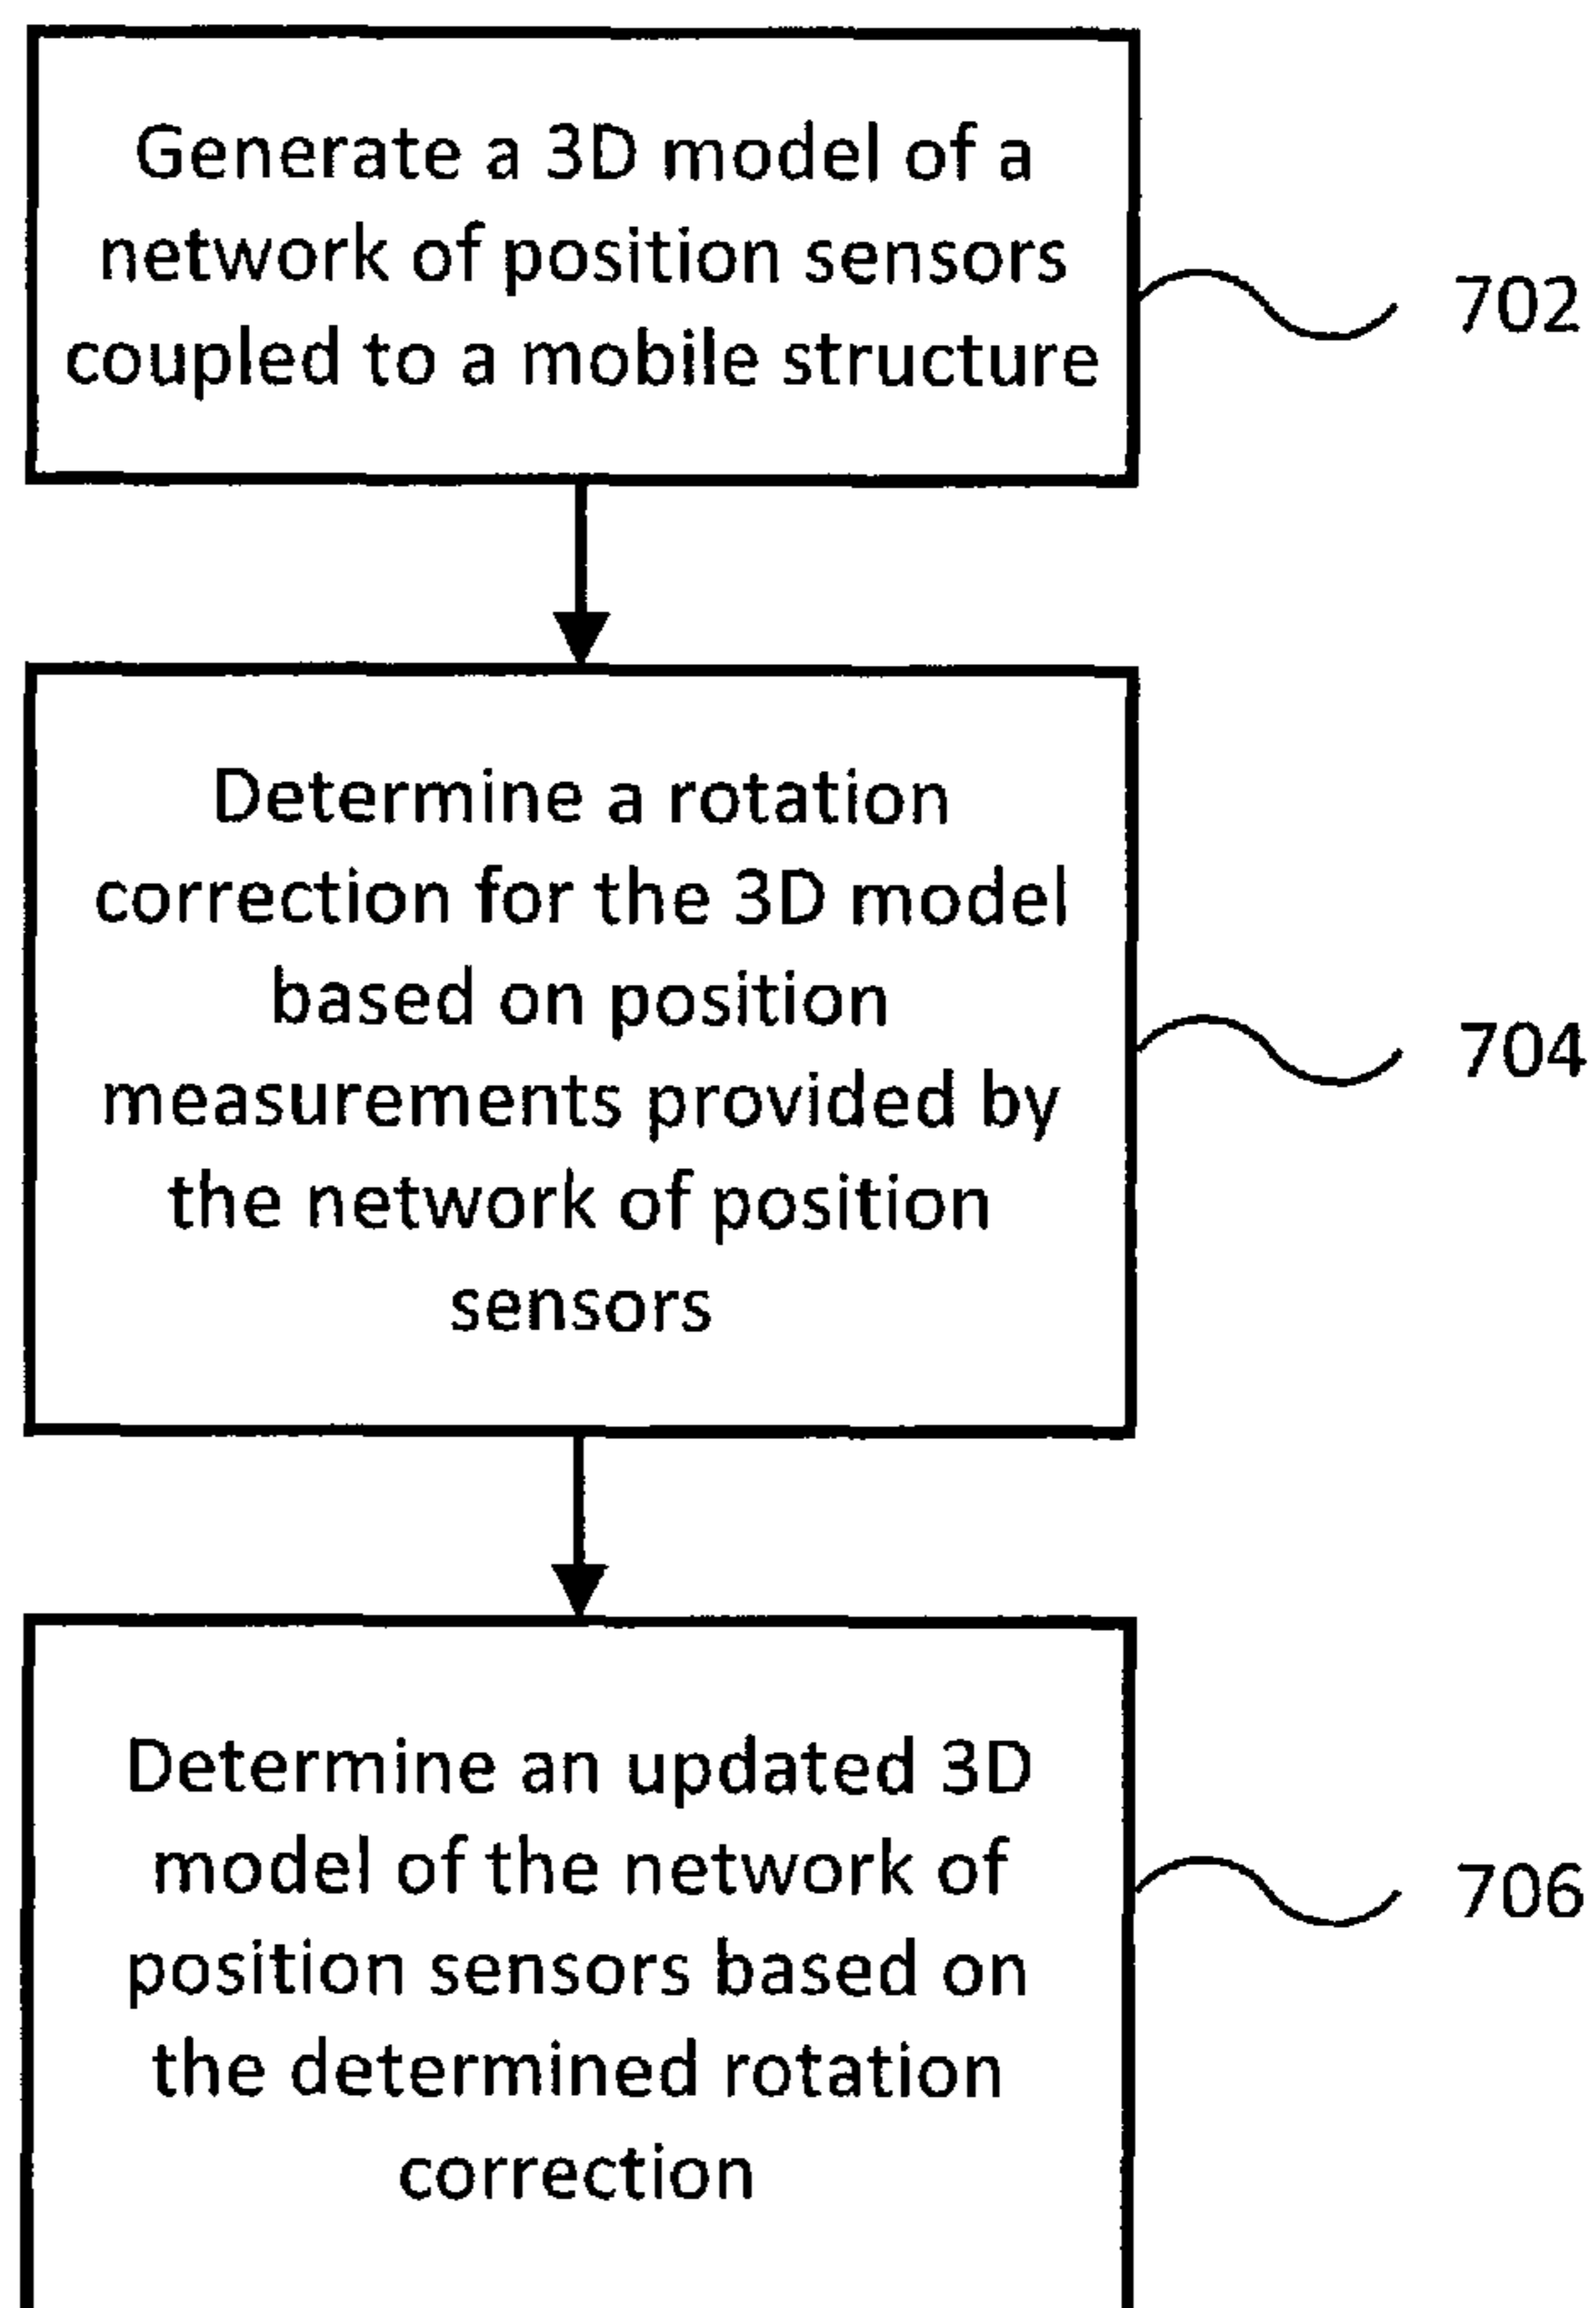 Generate a 3D model of a
network of position sensors
coupled to a mobile structure
702
Determine a rotation
correction for the 3D model
based on position
measurements provided by
the network of position
sensors
704
Determine an updated 3D
model of the network of
position sensors based on
the determined rotation
correction
706